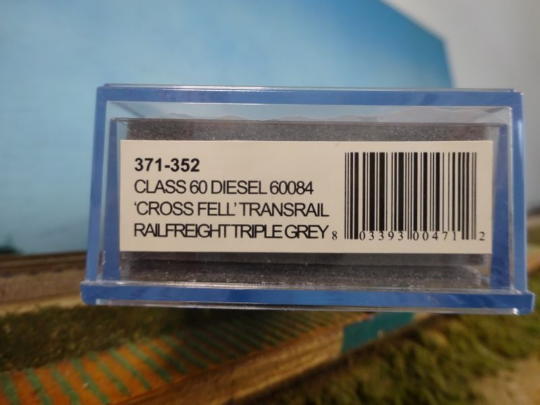 371-352
CLASS 60 DIESEL 60084
'CROSS FELL' TRANSRAIL
RAILFREIGHT TRIPLE GREY
8 03393 00471 2